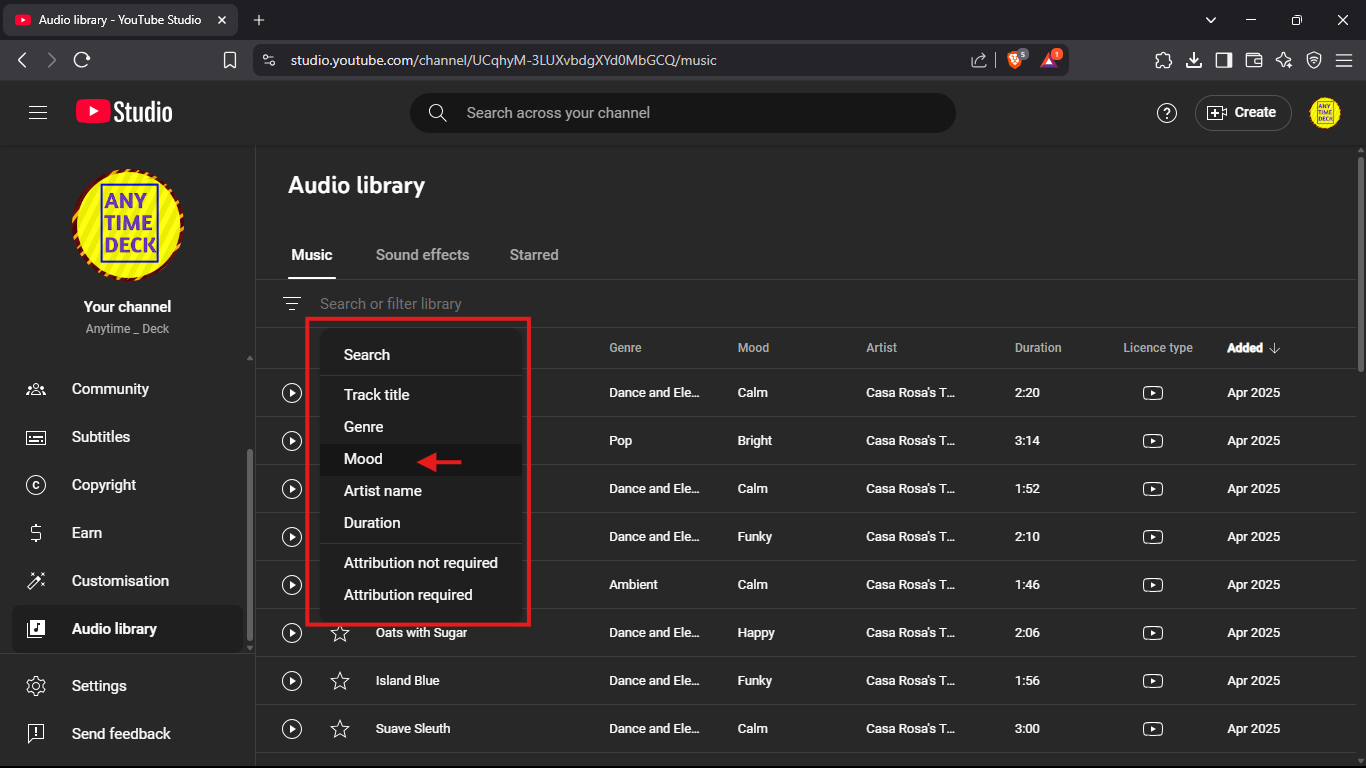 Audio library - YouTube Studio
studio.youtube.com/channel/UCqhyM-3LUXvbdgXYd0MbGCQ/music
5
1
Studio
Search across your channel
Create
ANY
TIME
DECK
ANY
TIME
DECK
Your channel
Anytime _ Deck
Community
Subtitles
Copyright
Earn
Customisation
Audio library
Settings
Send feedback
Audio library
Music Sound effects Starred
Search or filter library
Search
Track title
Genre
Mood
Artist name
Duration
Attribution not required
Attribution required
Genre Mood Artist Duration Licence type Added
Dance and Ele... Calm Casa Rosa's T... 2:20 Apr 2025
Pop Bright Casa Rosa's T... 3:14 Apr 2025
Dance and Ele... Calm Casa Rosa's T... 1:52 Apr 2025
Dance and Ele... Funky Casa Rosa's T... 2:10 Apr 2025
Ambient Calm Casa Rosa's T... 1:46 Apr 2025
Oats with Sugar Dance and Ele... Happy Casa Rosa's T... 2:06 Apr 2025
Island Blue Dance and Ele... Funky Casa Rosa's T... 1:56 Apr 2025
Suave Sleuth Dance and Ele... Calm Casa Rosa's T... 3:00 Apr 2025